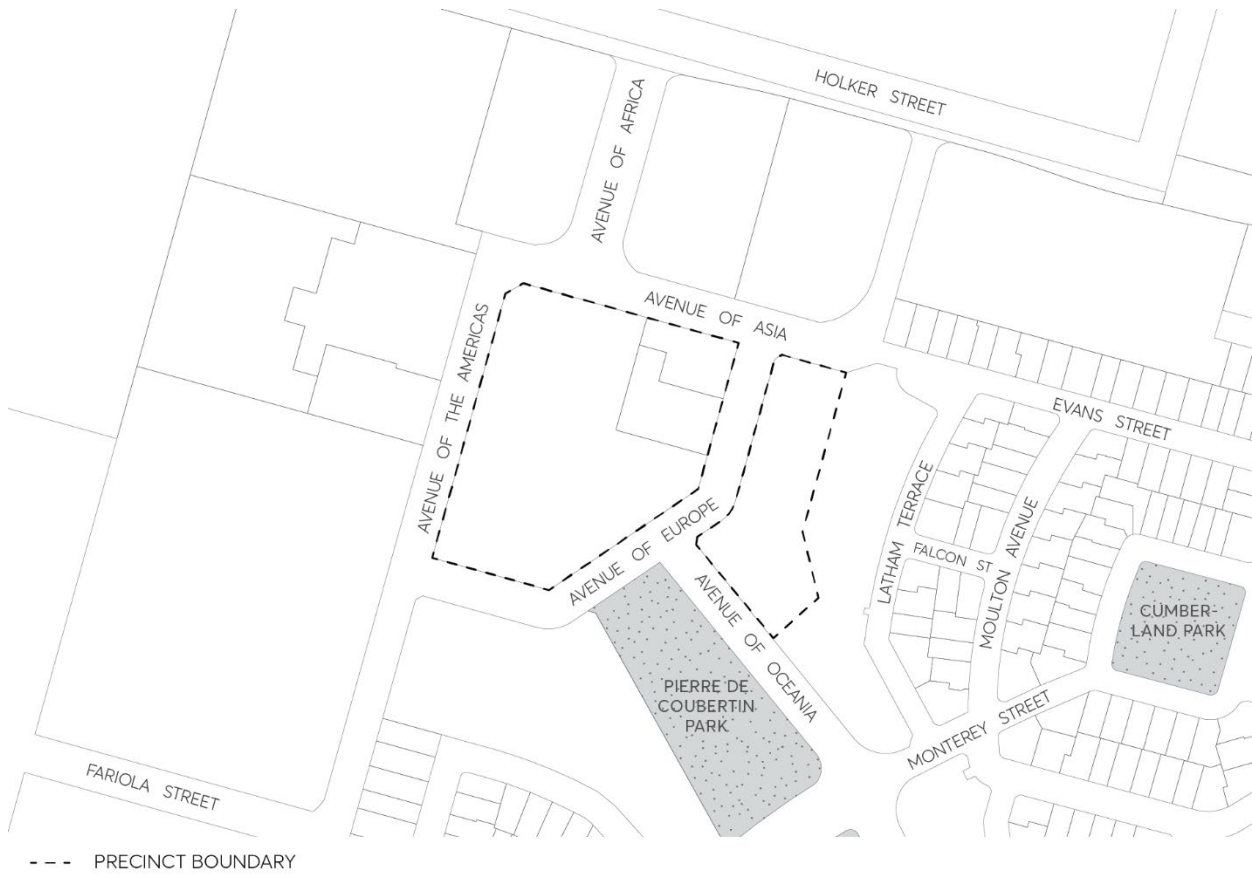 HOLKER STREET
AVENUE OF AFRICA
AVENUE OF ASIA
AVENUE OF THE AMERICAS
EVANS STREET
AVENUE OF EUROPE
LATHAM TERRACE
FALCON ST
MOULTON AVENUE
CUMBER-
LAND PARK
AVENUE OF OCEANIA
PIERRE DE
COUBERTIN
PARK
MONTEREY STREET
FARIOLA STREET
PRECINCT BOUNDARY